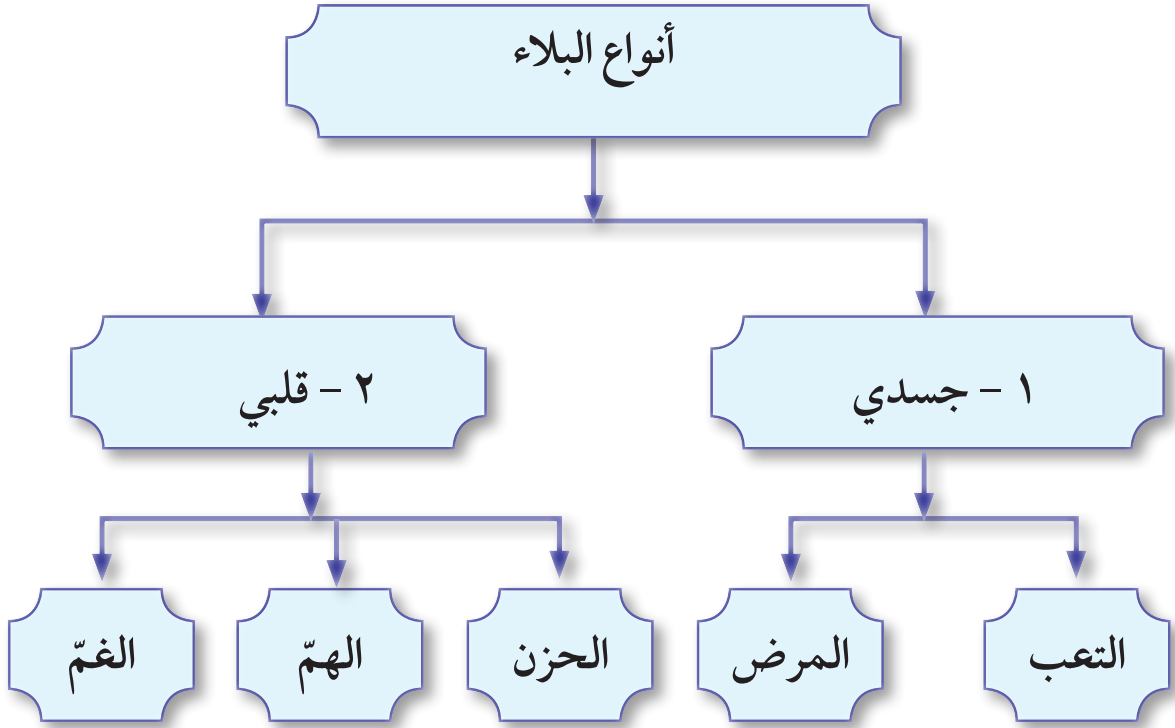 أنواع البلاء
١ - جسدي
٢ - قلبي
التعب
المرض
الحزن
الهمّ
الغمّ